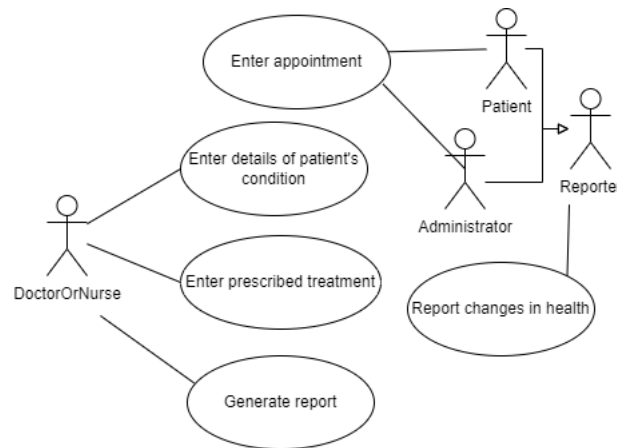 Enter appointment
Patient
Enter details of patient's
condition
Reporter
Administrator
DoctorOrNurse
Enter prescribed treatment
Report changes in health
Generate report